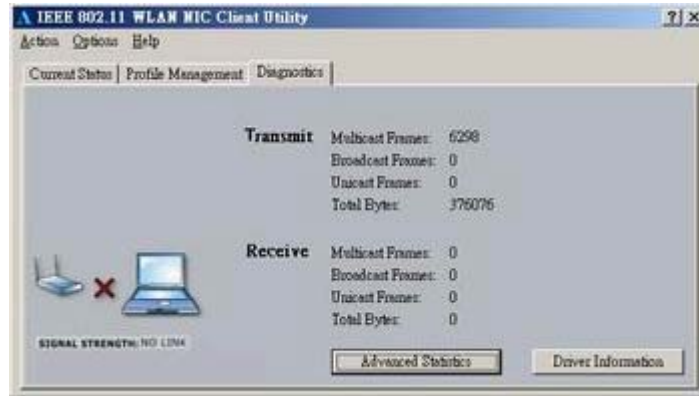 IEEE 802.11 WLAN NIC Client Utility
Action Options Help
Current Status Profile Management Diagnostics
Transmit
Multicast Frames: 6298
Broadcast Frames: 0
Unicast Frames: 0
Total Bytes: 376076
Receive
Multicast Frames: 0
Broadcast Frames: 0
Unicast Frames: 0
Total Bytes: 0
SIGNAL STRENGTH: NO LINK
Advanced Statistics Driver Information